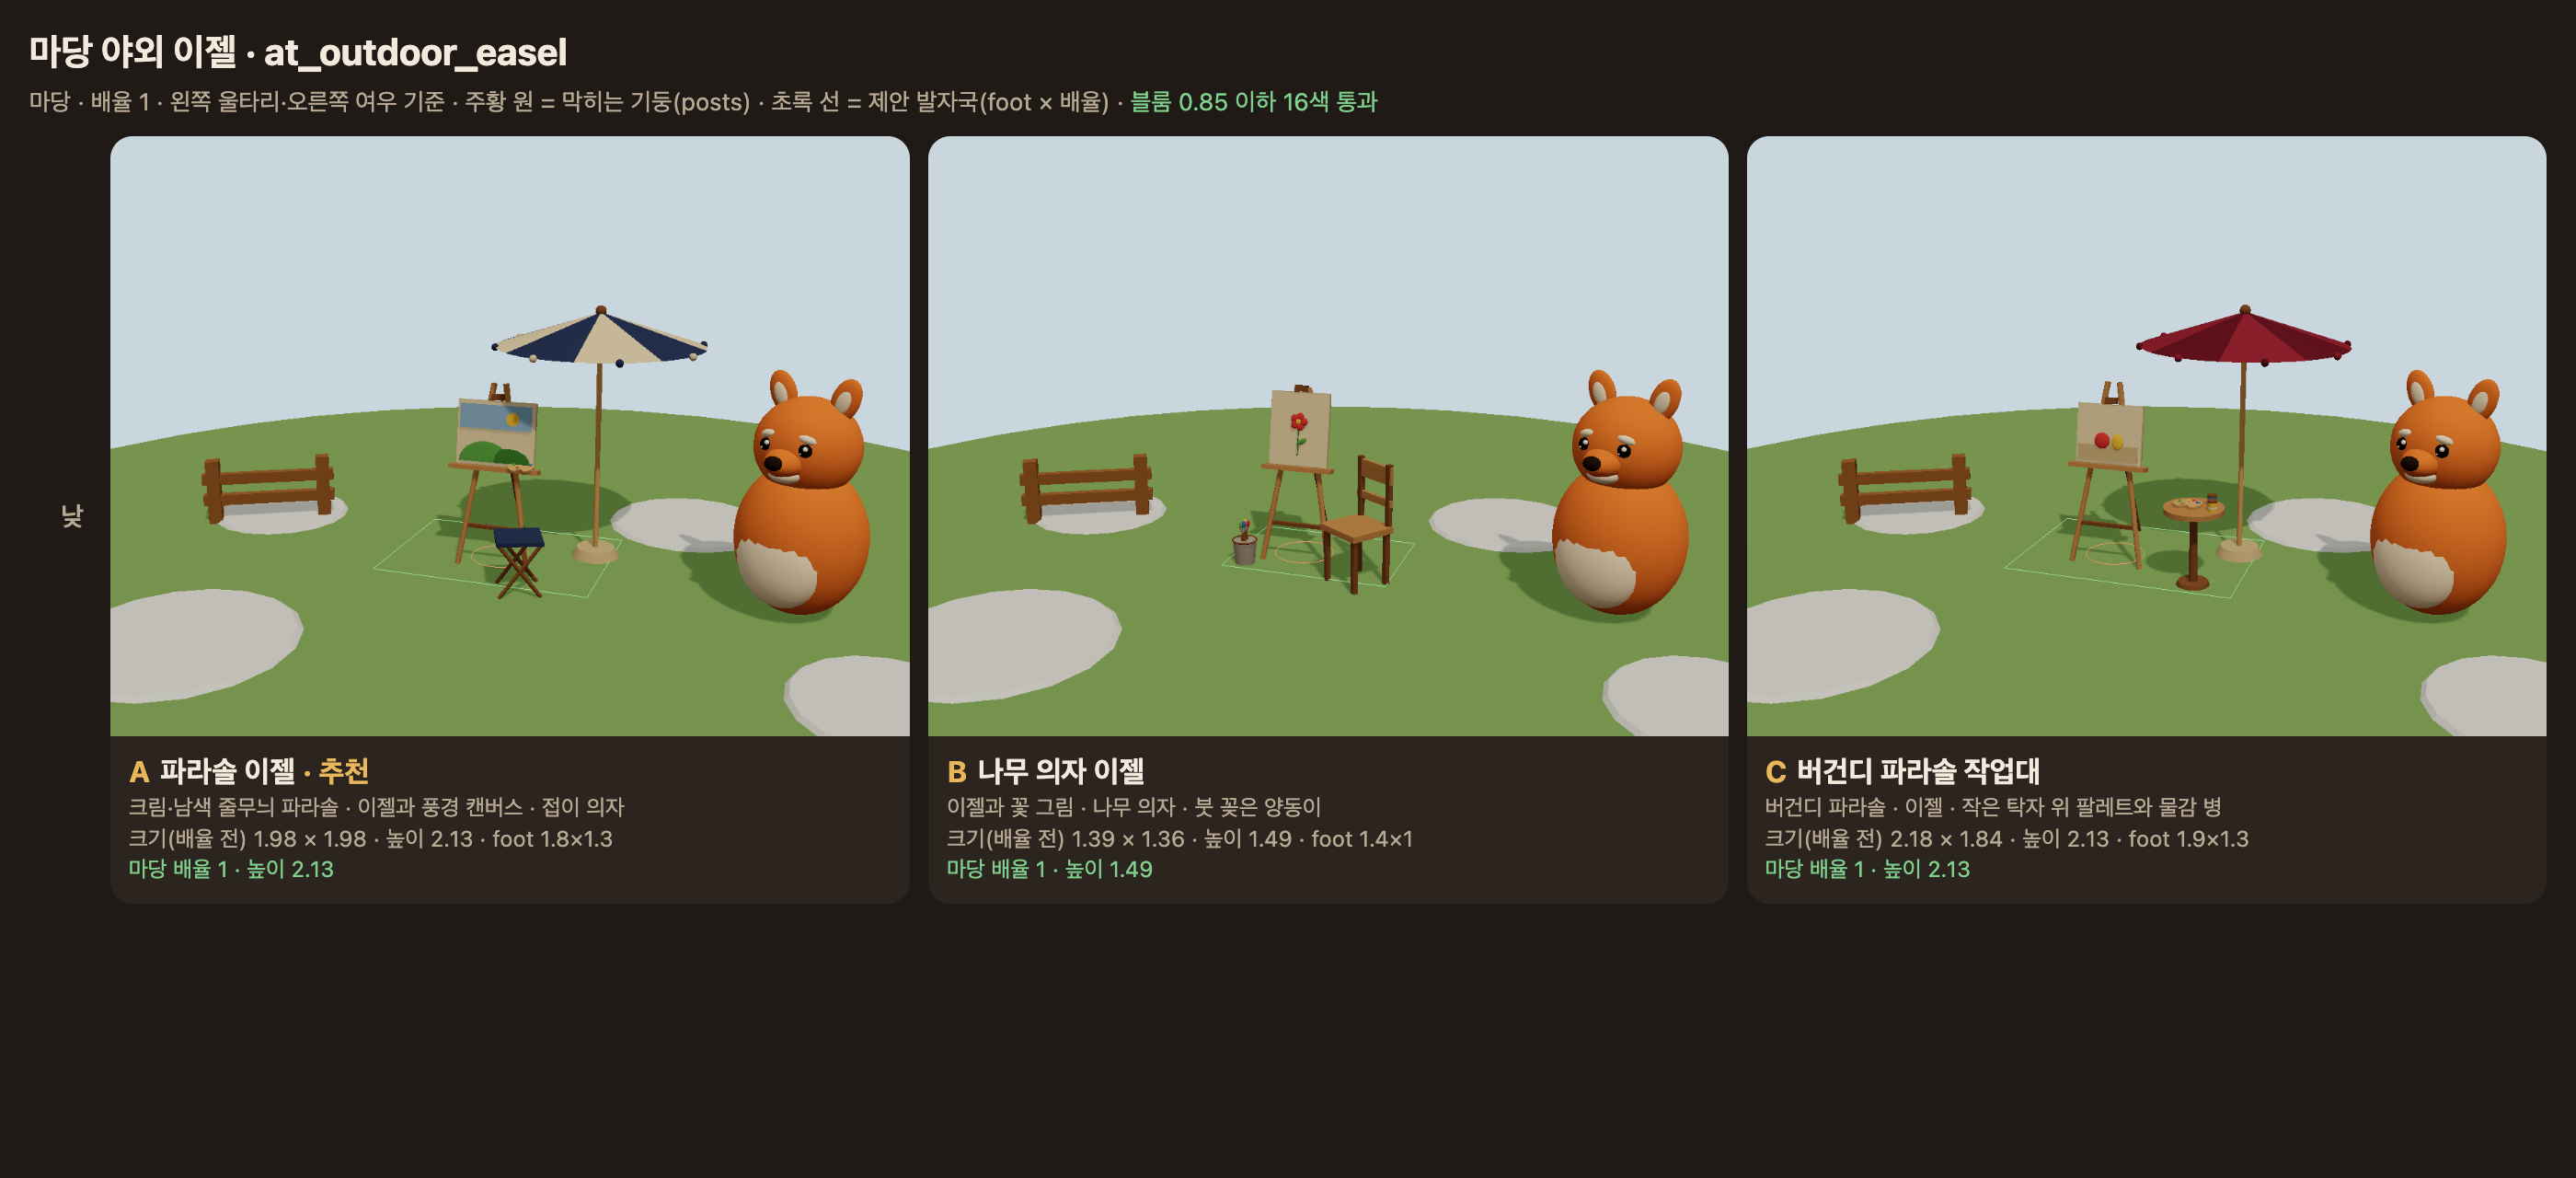 마당 야외 이젤 · at_outdoor_easel
마당 · 배율 1 · 왼쪽 울타리·오른쪽 여우 기준 · 주황 원 = 막히는 기둥(posts) · 초록 선 = 제안 발자국(foot × 배율) · 블룸 0.85 이하 16색 통과
낮
A 파라솔 이젤 · 추천
크림·남색 줄무늬 파라솔 · 이젤과 풍경 캔버스 · 접이 의자
크기(배율 전) 1.98 × 1.98 · 높이 2.13 · foot 1.8×1.3
마당 배율 1 · 높이 2.13
B 나무 의자 이젤
이젤과 꽃 그림 · 나무 의자 · 붓 꽂은 양동이
크기(배율 전) 1.39 × 1.36 · 높이 1.49 · foot 1.4×1
마당 배율 1 · 높이 1.49
C 버건디 파라솔 작업대
버건디 파라솔 · 이젤 · 작은 탁자 위 팔레트와 물감 병
크기(배율 전) 2.18 × 1.84 · 높이 2.13 · foot 1.9×1.3
마당 배율 1 · 높이 2.13